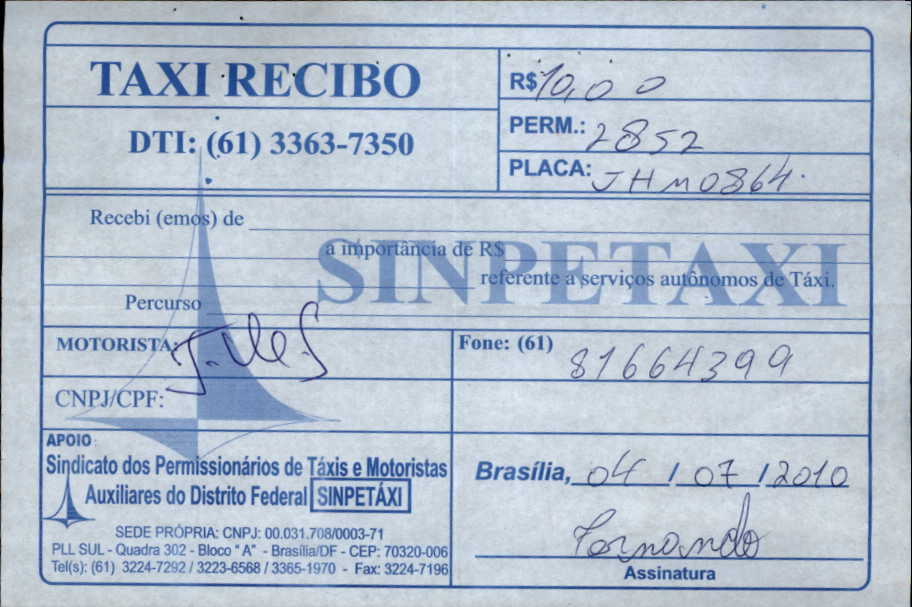 TAXI RECIBO
R$ 10,00
DTI: (61) 3363-7350
PERM.: 2852
PLACA: JHM0864.
Recebi (emos) de
a importância de R$
SINPETAXI
referente a serviços autônomos de Táxi.
Percurso
MOTORISTA:
Fone: (61) 81664399
CNPJ/CPF:
APOIO:
Sindicato dos Permissionários de Táxis e Motoristas
Auxiliares do Distrito Federal SINPETÁXI
Brasília, 04 / 07 / 2010
SEDE PRÓPRIA: CNPJ: 00.031.708/0003-71
PLL SUL - Quadra 302 - Bloco "A" - Brasília/DF - CEP: 70320-006
Tel(s): (61) 3224-7292 / 3223-6568 / 3365-1970 - Fax: 3224-7196
Fernando
Assinatura